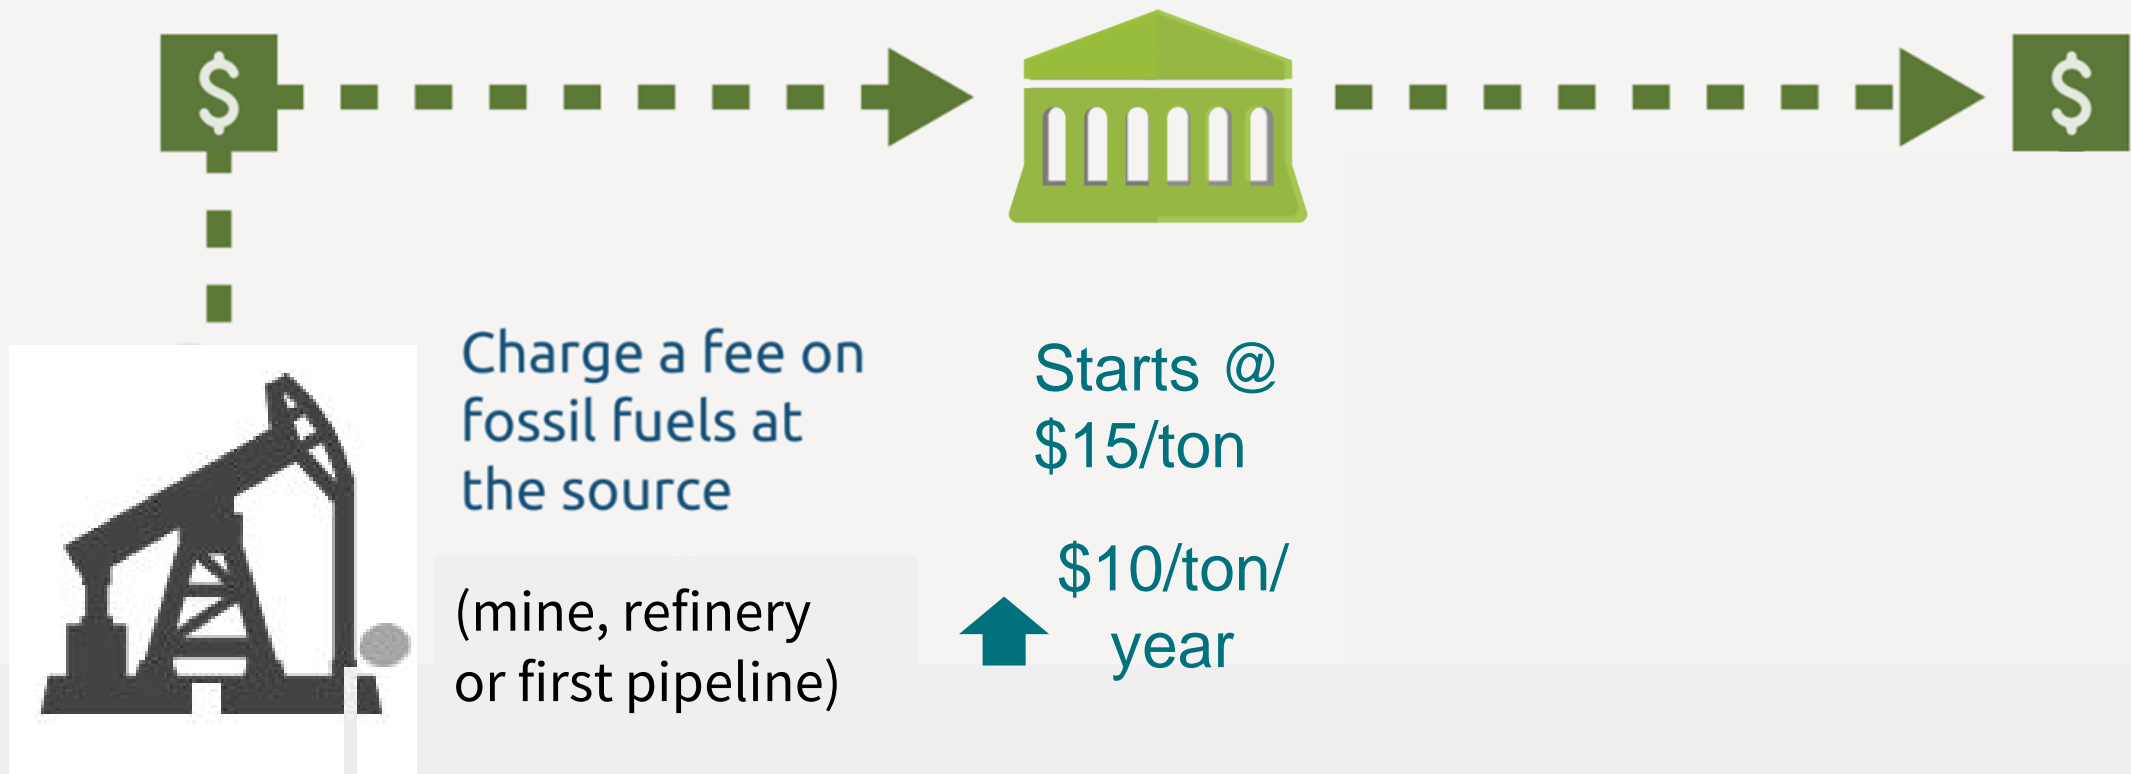 $
$
Charge a fee on
fossil fuels at
the source
(mine, refinery
or first pipeline)
Starts @
$15/ton
$10/ton/
year